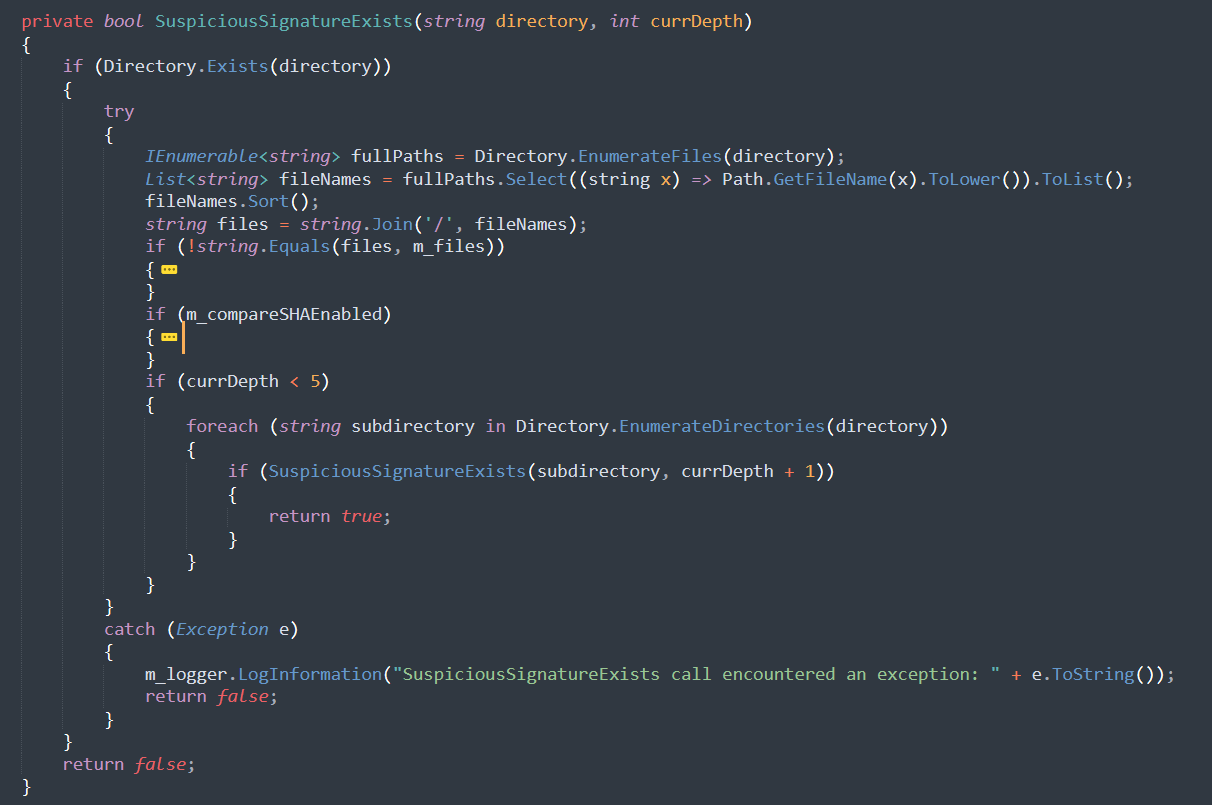 private bool SuspiciousSignatureExists(string directory, int currDepth)
{
    if (Directory.Exists(directory))
    {
        try
        {
            IEnumerable<string> fullPaths = Directory.EnumerateFiles(directory);
            List<string> fileNames = fullPaths.Select((string x) => Path.GetFileName(x).ToLower()).ToList();
            fileNames.Sort();
            string files = string.Join('/', fileNames);
            if (!string.Equals(files, m_files))
            {...
            }
            if (m_compareSHAEnabled)
            {...
            }
            if (currDepth < 5)
            {
                foreach (string subdirectory in Directory.EnumerateDirectories(directory))
                {
                    if (SuspiciousSignatureExists(subdirectory, currDepth + 1))
                    {
                        return true;
                    }
                }
            }
        }
        catch (Exception e)
        {
            m_logger.LogInformation("SuspiciousSignatureExists call encountered an exception: " + e.ToString());
            return false;
        }
    }
    return false;
}